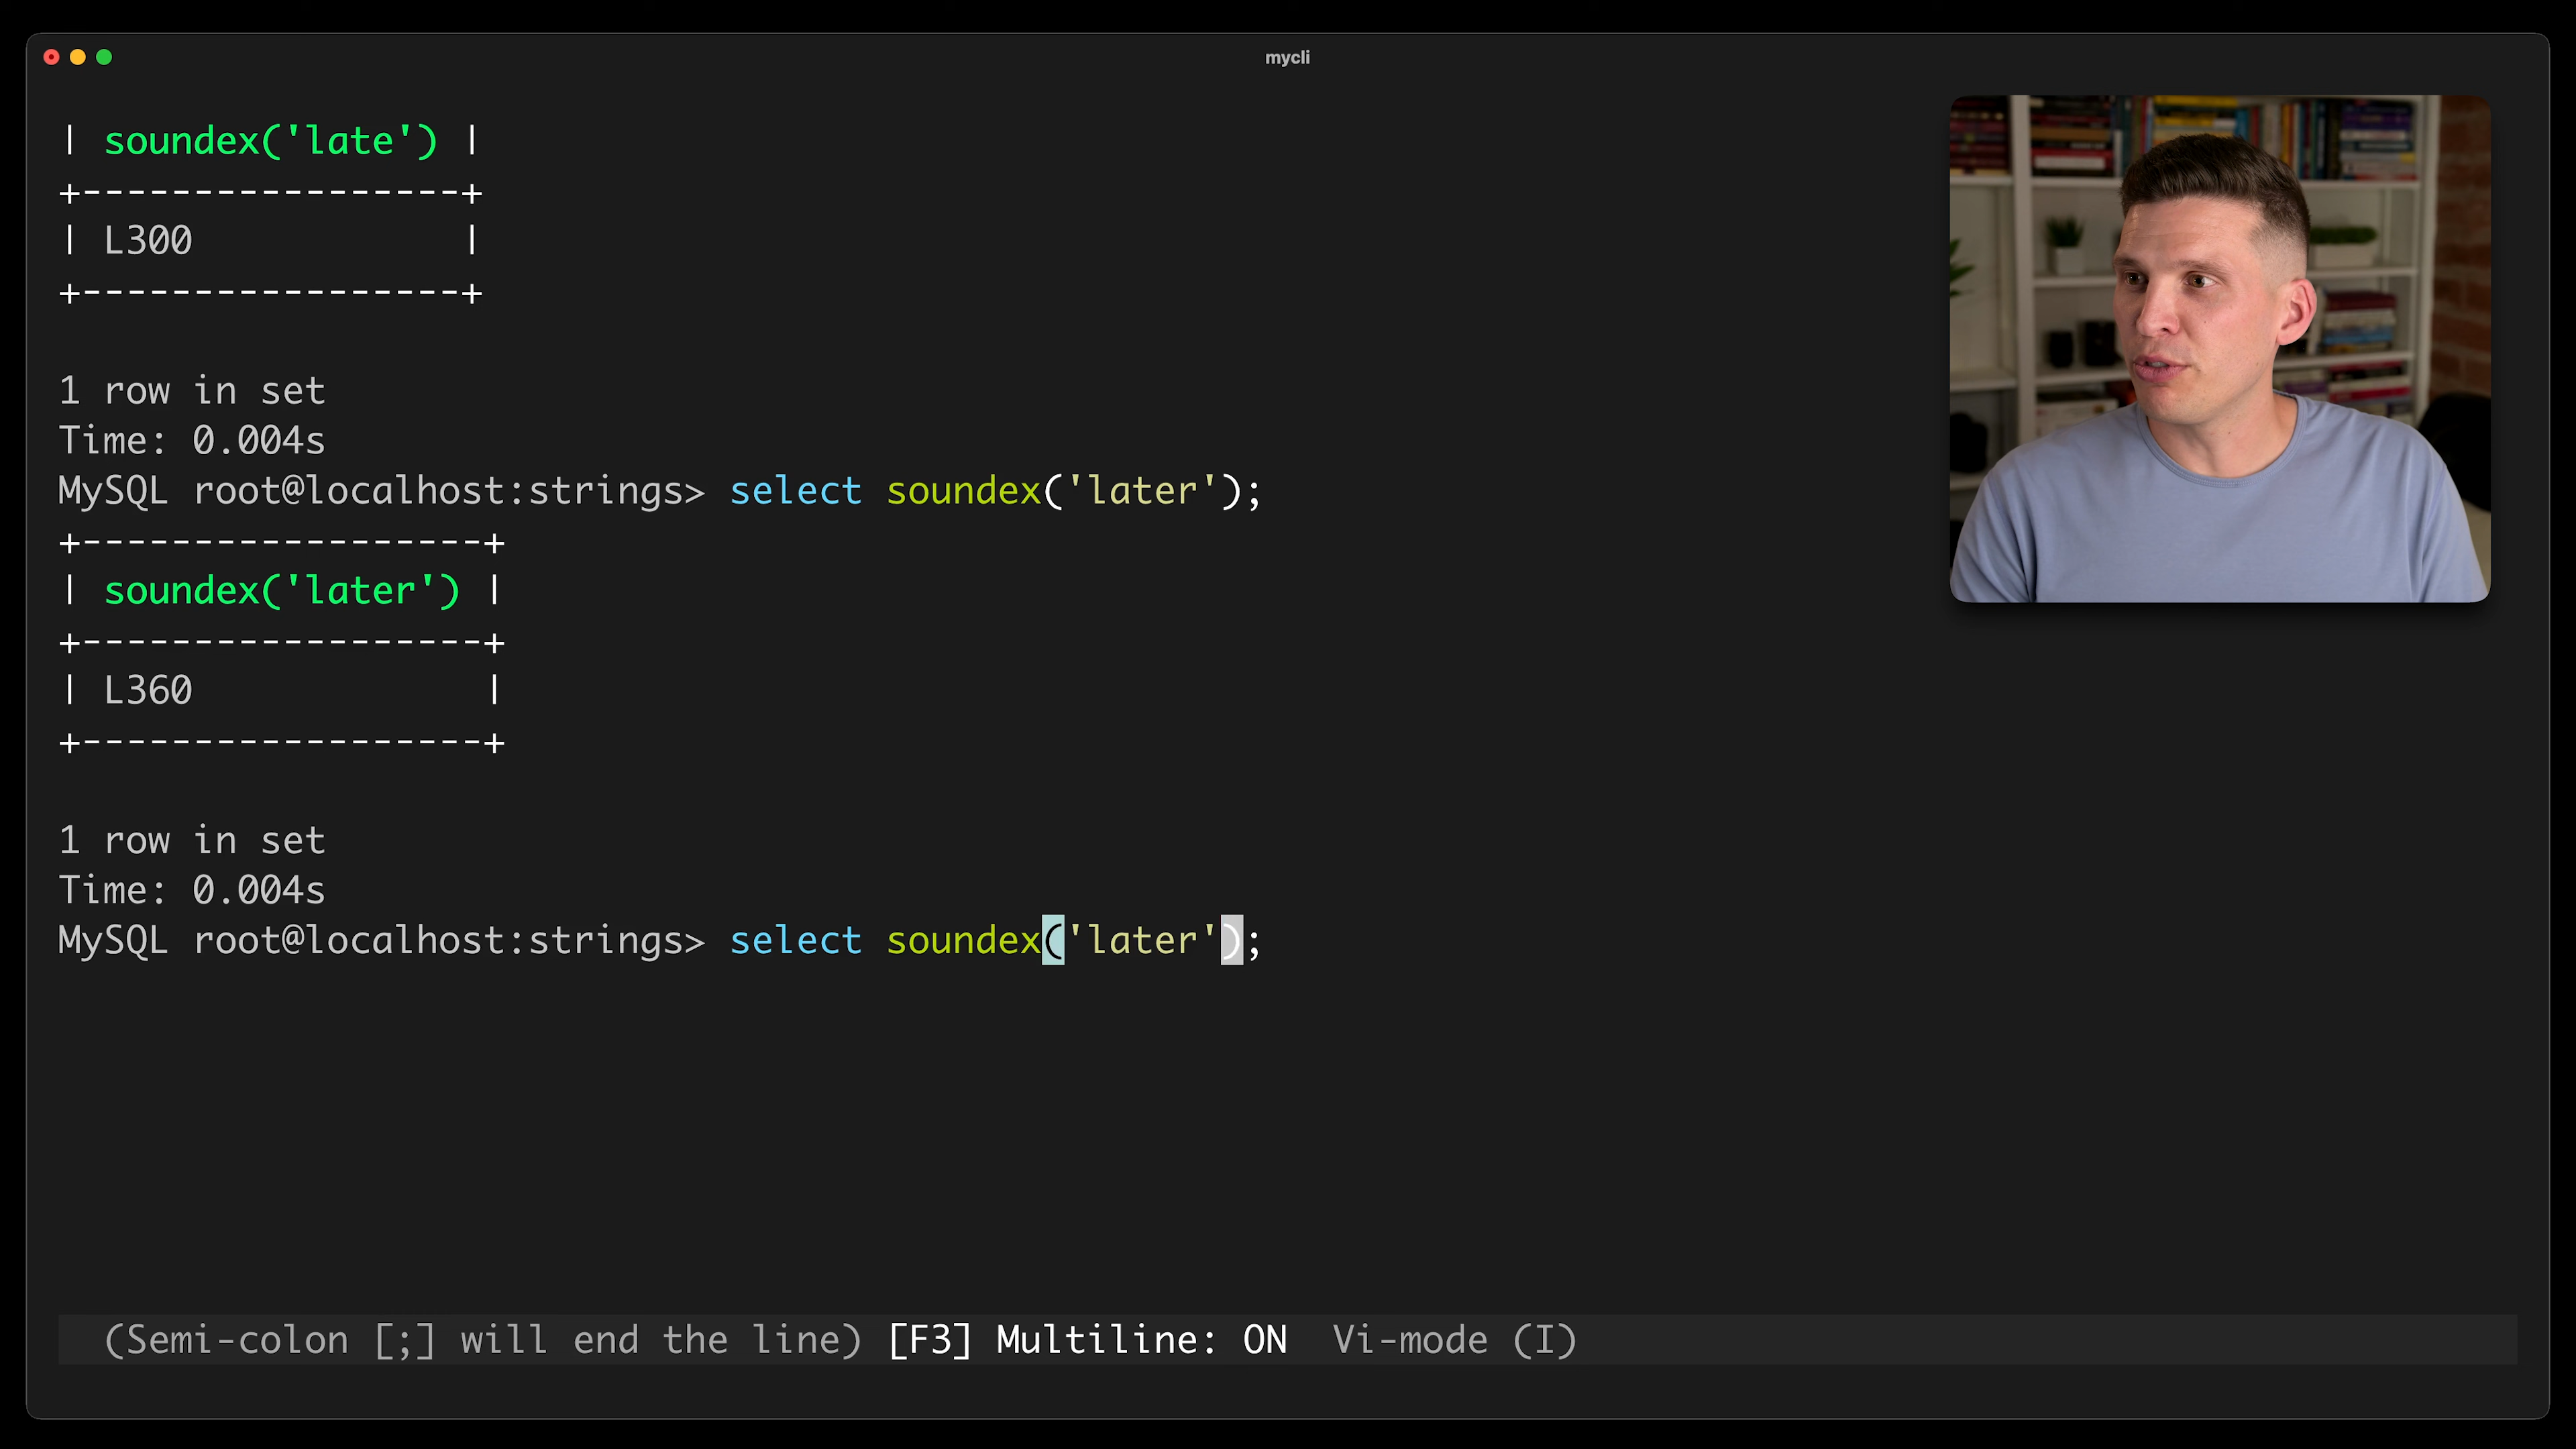 mycli
| soundex('late') |
+-----------------+
| L300            |
+-----------------+
1 row in set
Time: 0.004s
MySQL root@localhost:strings> select soundex('later');
+------------------+
| soundex('later') |
+------------------+
| L360             |
+------------------+
1 row in set
Time: 0.004s
MySQL root@localhost:strings> select soundex('later');
(Semi-colon [;] will end the line) [F3] Multiline: ON  Vi-mode (I)